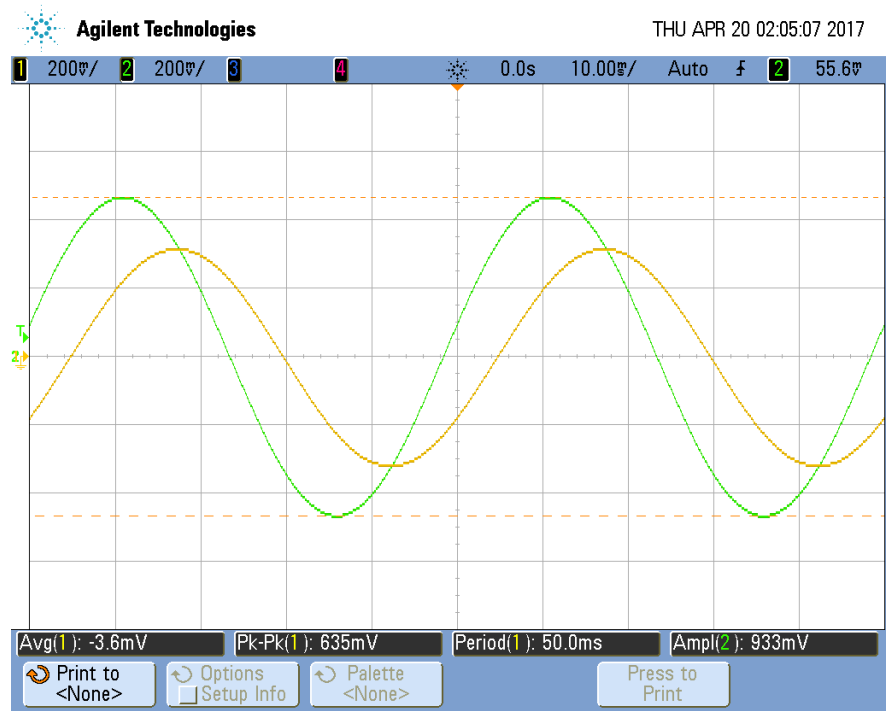 Agilent Technologies THU APR 20 02:05:07 2017
1 200mV/ 2 200mV/ 3 4 0.0s 10.00ms/ Auto 2 55.6mV
T
2
Avg(1): -3.6mV Pk-Pk(1): 635mV Period(1): 50.0ms Ampl(2): 933mV
Print to Options Palette Press to
<None> Setup Info <None> Print